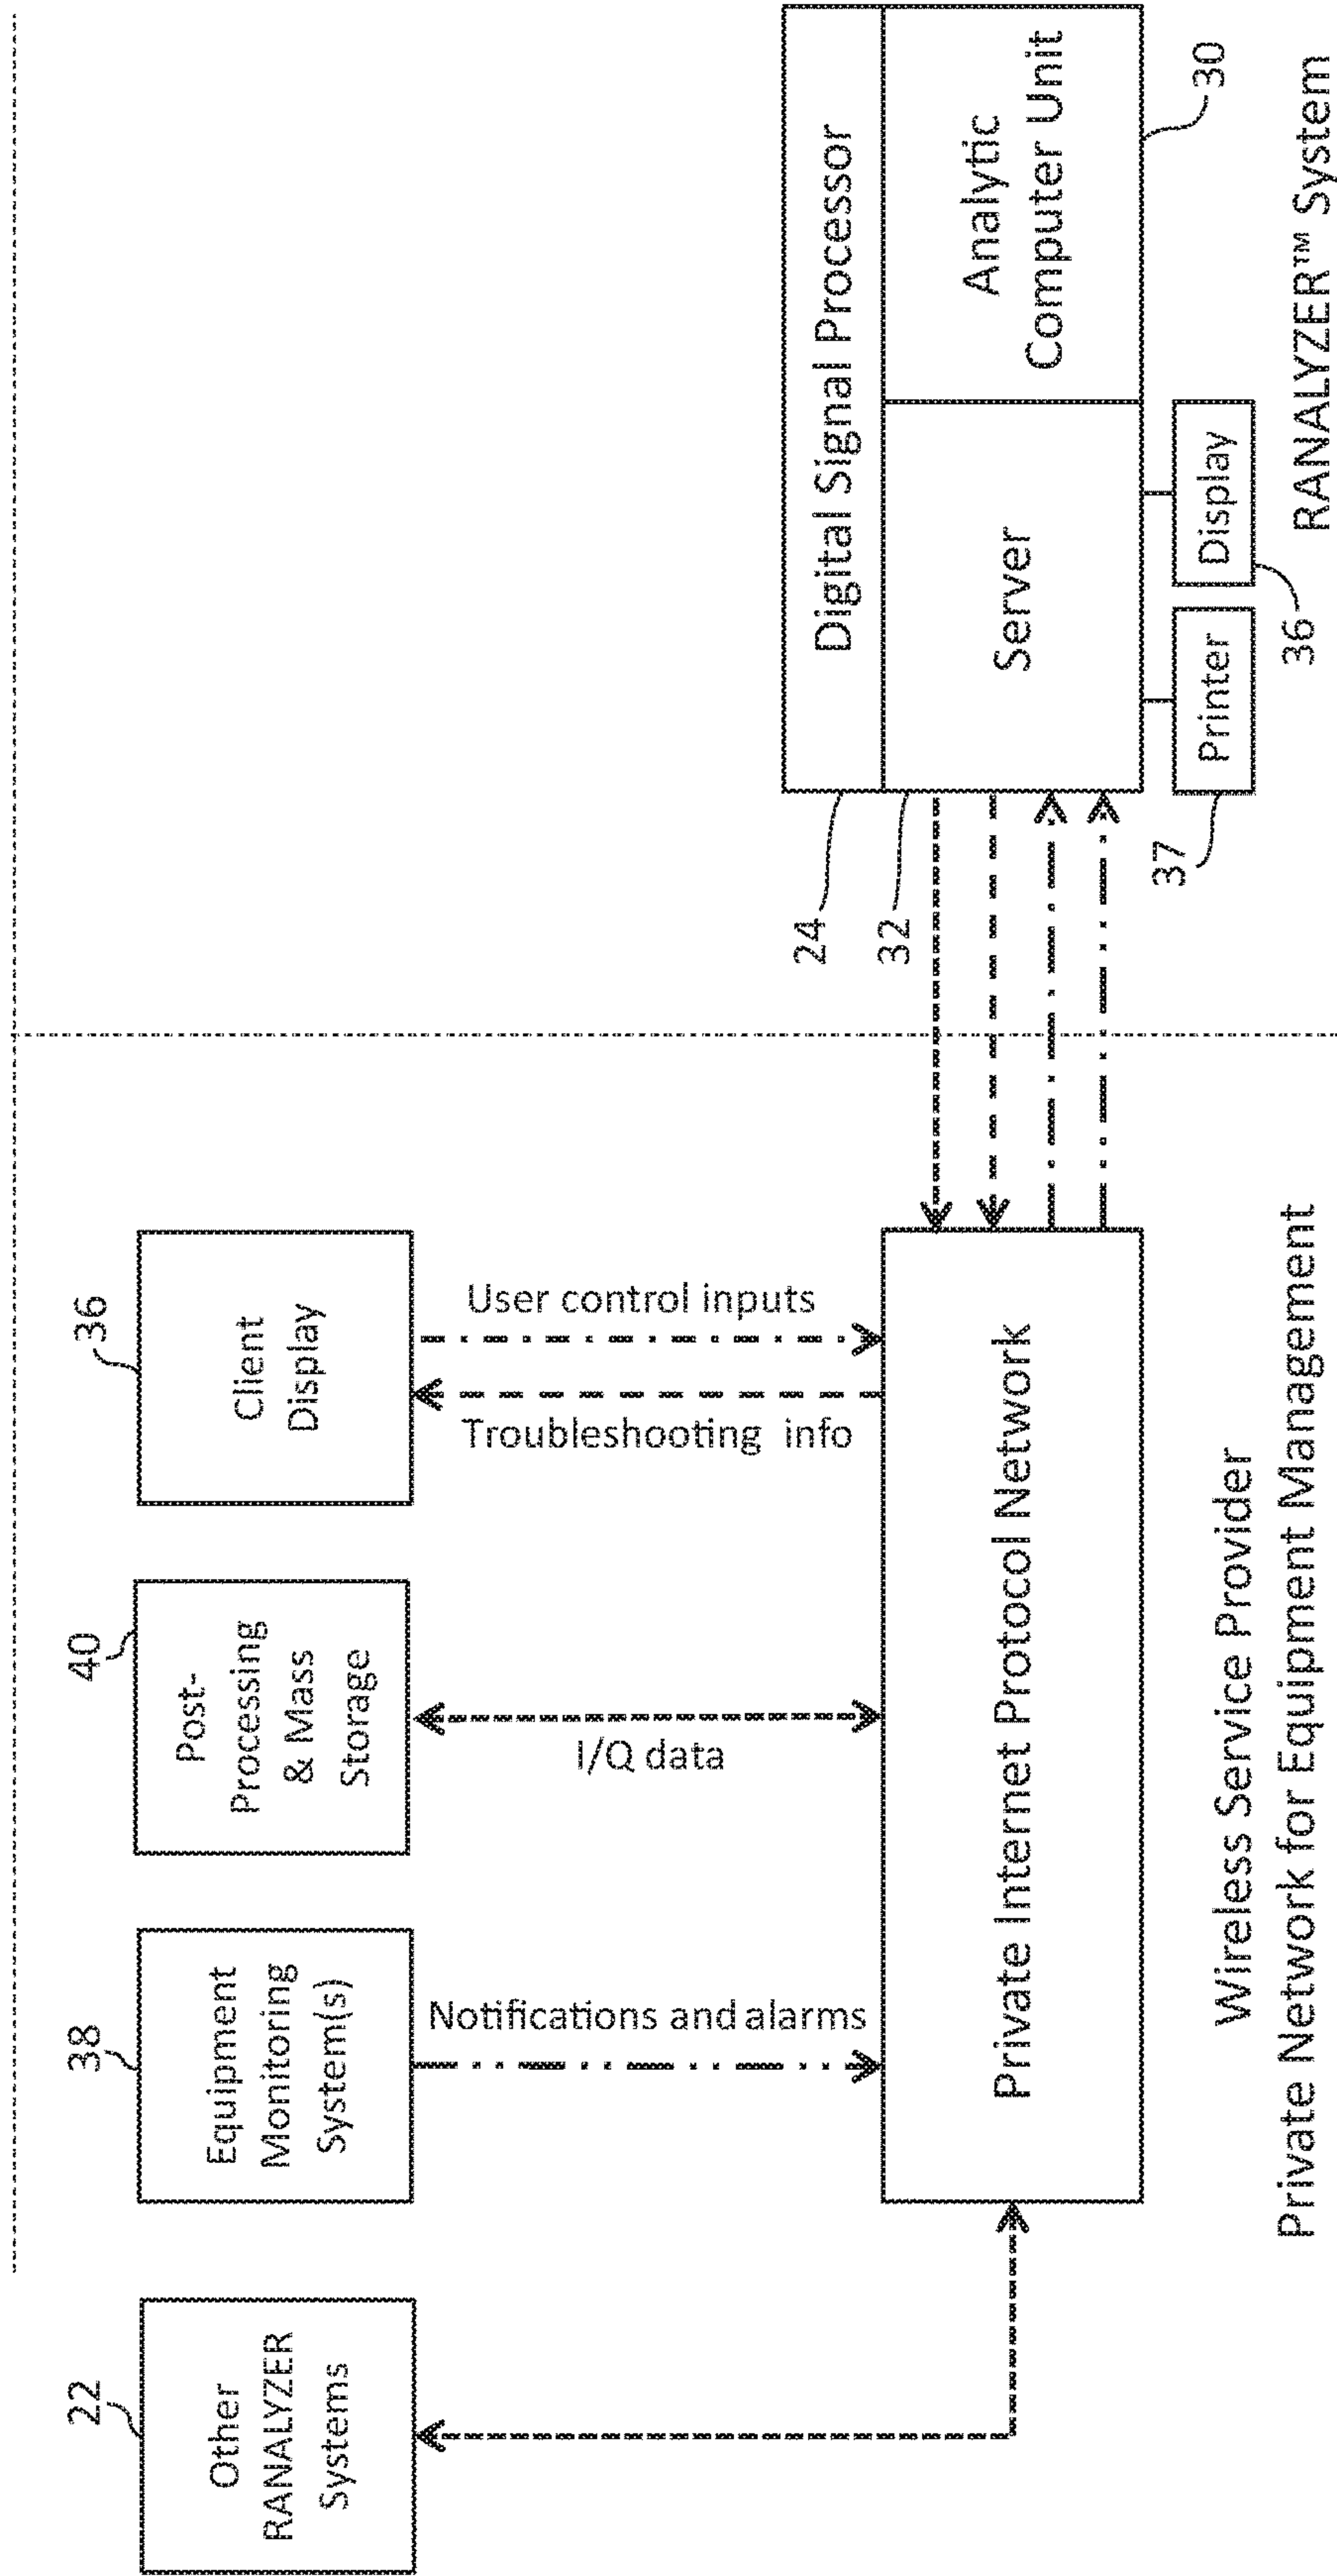 22
Other
RANALYZER
Systems
38
Equipment
Monitoring
System(s)
40
Post-
Processing
& Mass
Storage
36
Client
Display
Notifications and alarms
I/Q data
User control inputs
Troubleshooting info
Private Internet Protocol Network
Wireless Service Provider
Private Network for Equipment Management
24
32
Digital Signal Processor
Server
Analytic
Computer Unit
30
37
Printer
Display
36
RANALYZER™ System